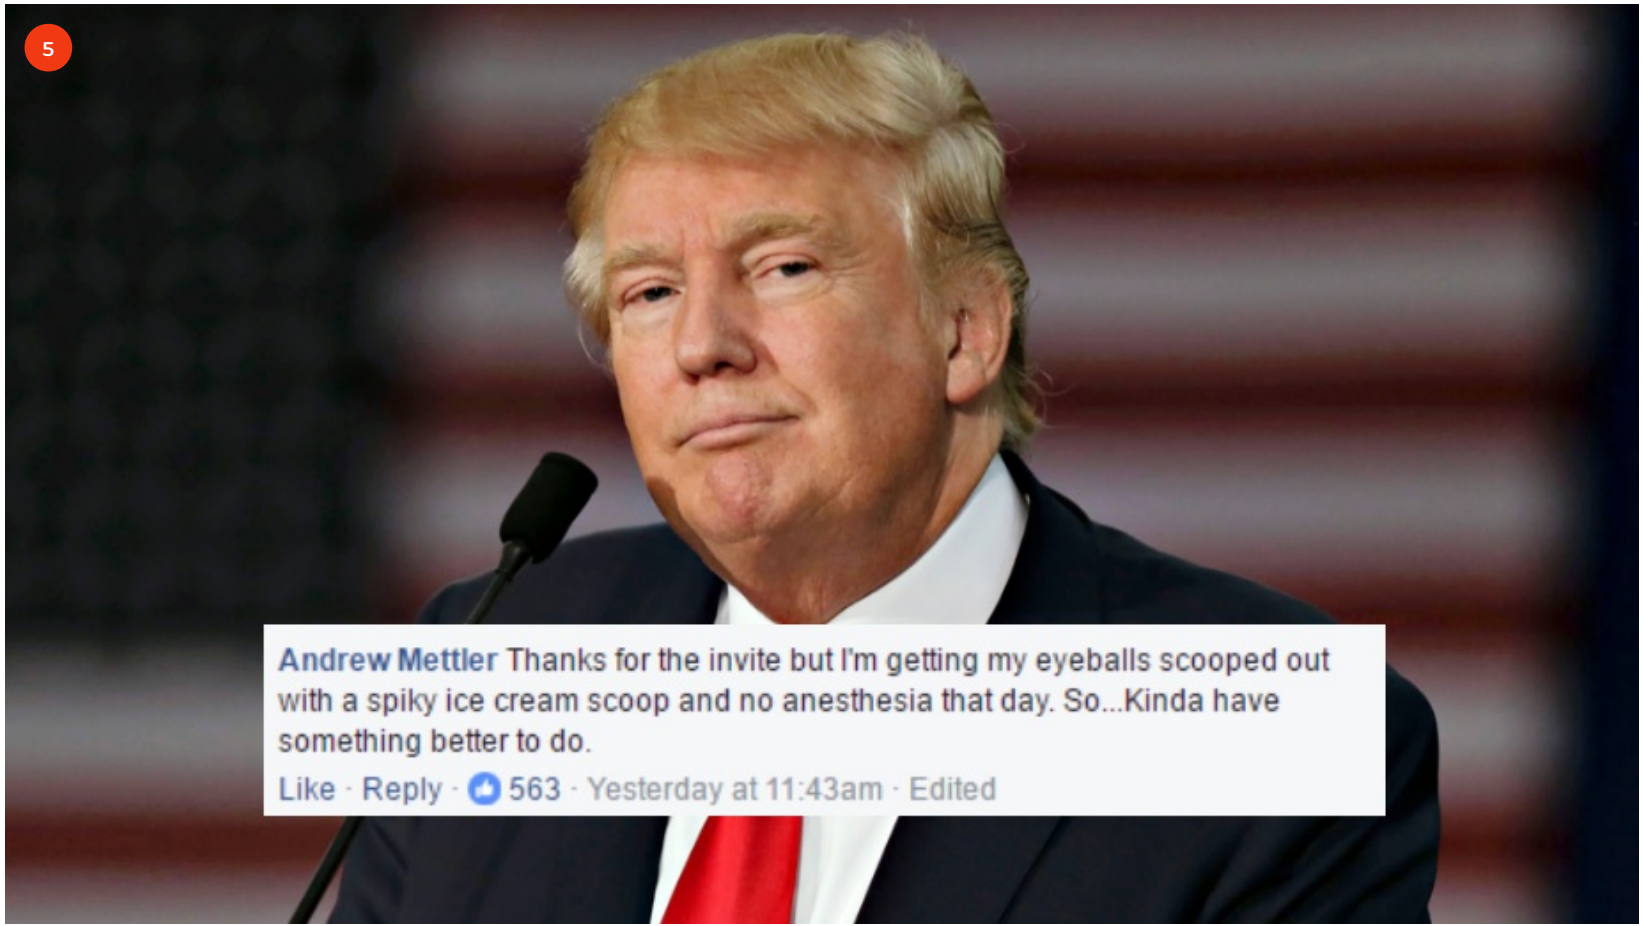 5
Andrew Mettler Thanks for the invite but I'm getting my eyeballs scooped out
with a spiky ice cream scoop and no anesthesia that day. So...Kinda have
something better to do.
Like · Reply · 563 · Yesterday at 11:43am · Edited